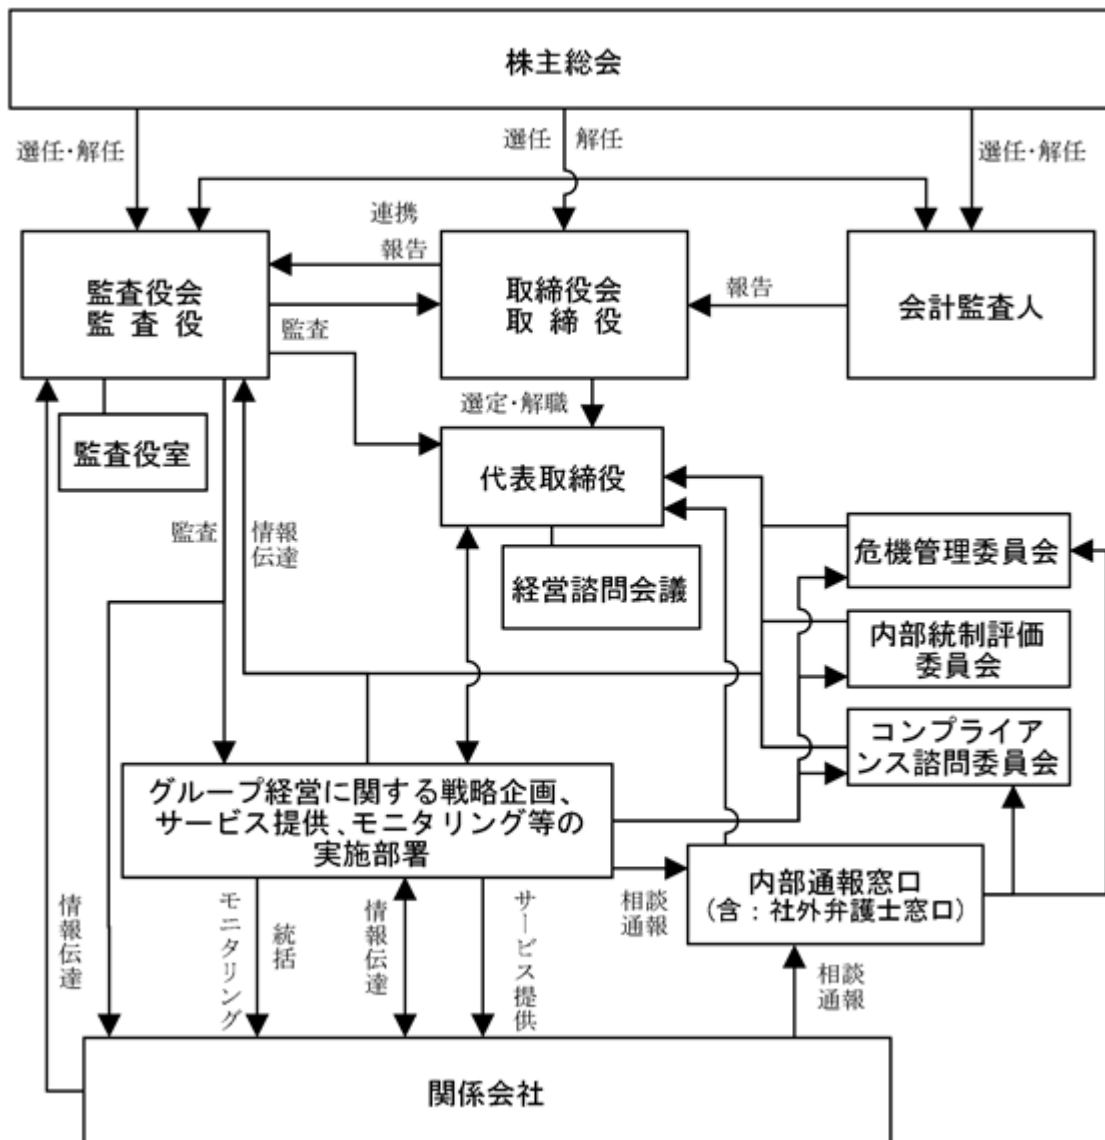 株主総会
選任・解任
選任 解任
選任・解任
連携
報告
監査役会
監 査 役
取締役会
取 締 役
報告
会計監査人
監査
選定・解職
監査役室
代表取締役
監査
情報
伝達
経営諮問会議
危機管理委員会
内部統制評価
委員会
コンプライア
ンス諮問委員会
グループ経営に関する戦略企画、
サービス提供、モニタリング等の
実施部署
内部通報窓口
(含：社外弁護士窓口)
相談
通報
情報伝達
モニタリング
統括
情報伝達
サービス提供
相談
通報
関係会社